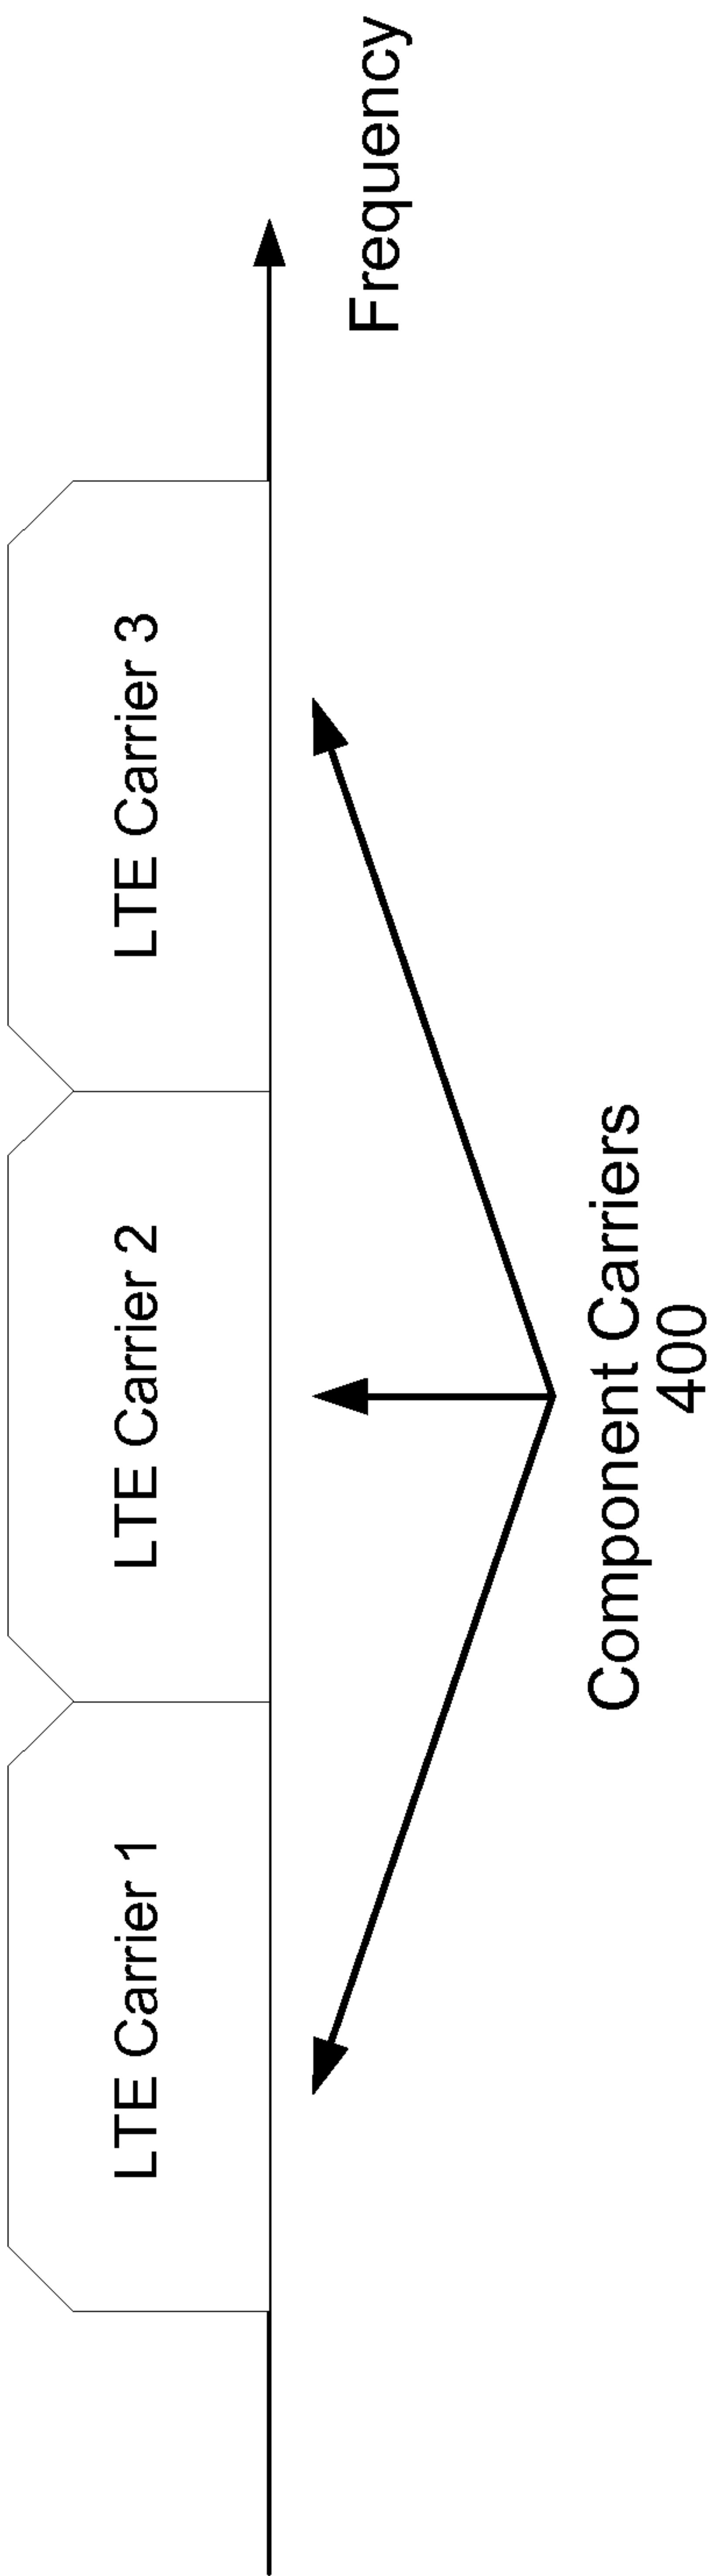 LTE Carrier 1
LTE Carrier 2
LTE Carrier 3
Frequency
Component Carriers
400